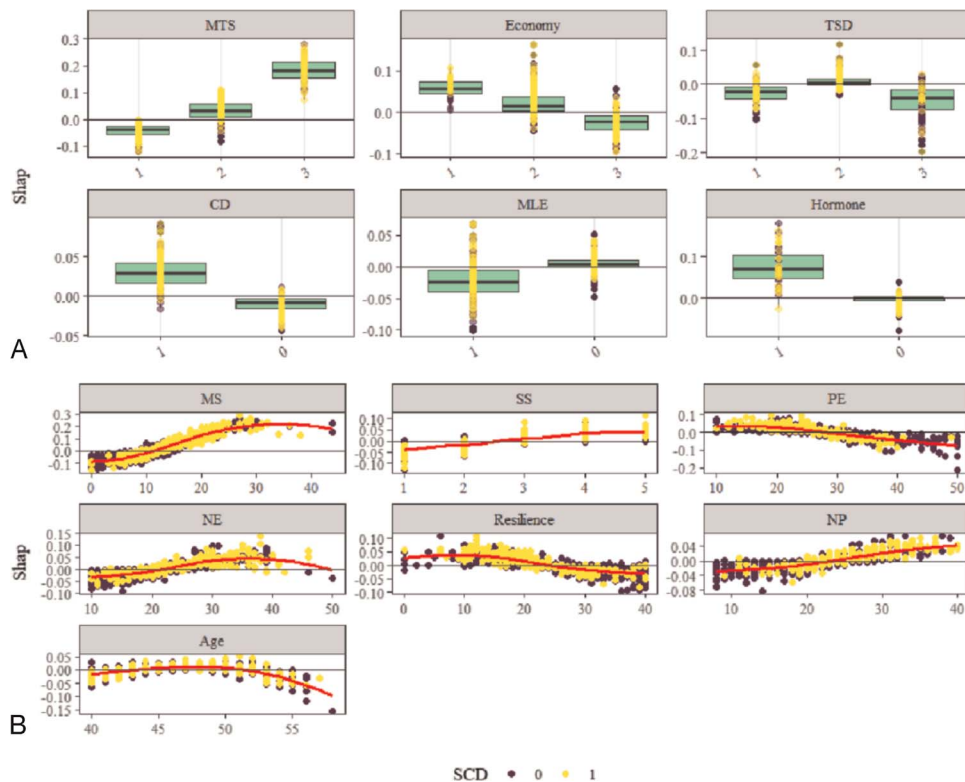 MTS Economy TSD
0.3 0.2 0.1 0.0 -0.1
0.1 0.0 -0.1
0.1 0.0 -0.1 -0.2
1 2 3 1 2 3 1 2 3
Shap
CD MLE Hormone
0.05 0.00 -0.05
0.05 0.00 -0.05 -0.10
0.1 0.0
1 0 1 0 1 0
A
MS SS PE
0.3 0.2 0.1 0.0 -0.1
0.10 0.05 0.00 -0.05 -0.10
0.1 0.0 -0.1 -0.2
0 10 20 30 40 1 2 3 4 5 10 20 30 40 50
NE Resilience NP
0.15 0.10 0.05 0.00 -0.05 -0.10
0.10 0.05 0.00 -0.05 -0.10
0.04 0.00 -0.04 -0.08
10 20 30 40 50 0 10 20 30 40 10 20 30 40
Shap
Age
0.05 0.00 -0.05 -0.10 -0.15
40 45 50 55
B
SCD 0 1